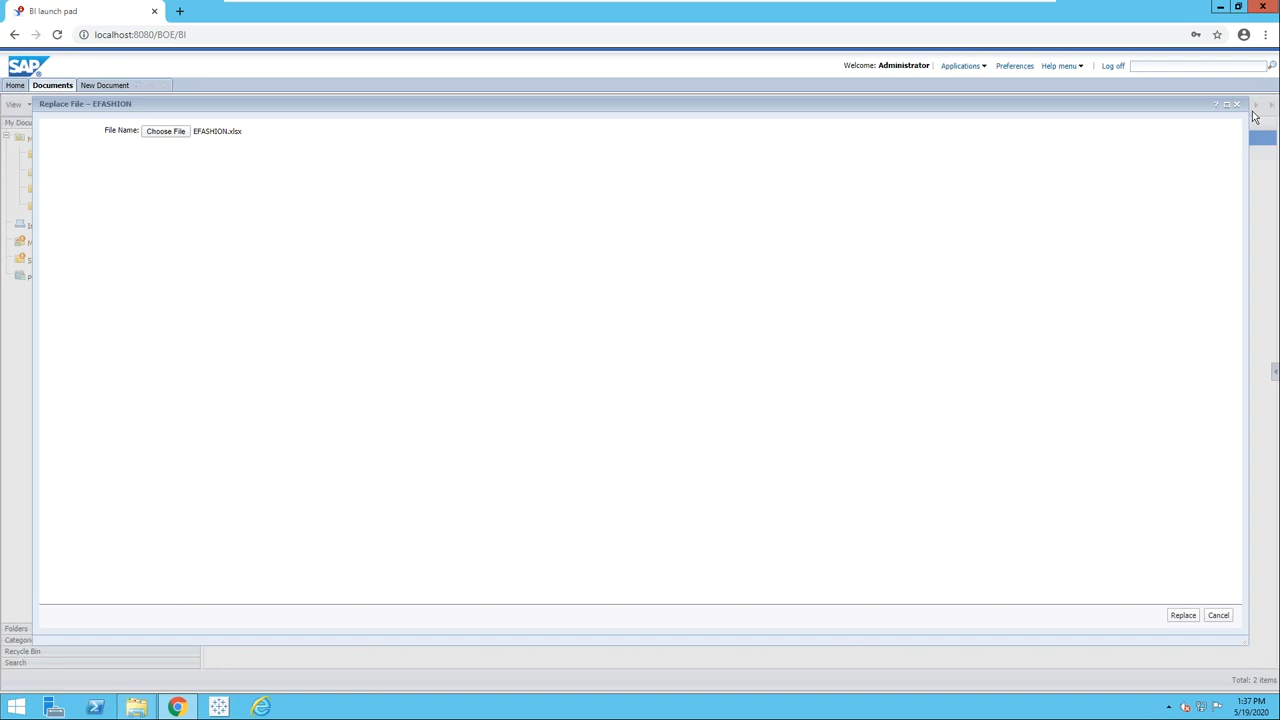 BI launch pad
localhost:8080/BOE/BI
SAP
Welcome: Administrator | Applications Preferences Help menu | Log off
Home Documents New Document
View
Replace File – EFASHION
My Docu
File Name: Choose File EFASHION.xlsx
M
Replace Cancel
Folders
Categori
Recycle Bin
Search
Total: 2 items
1:37 PM
5/19/2020